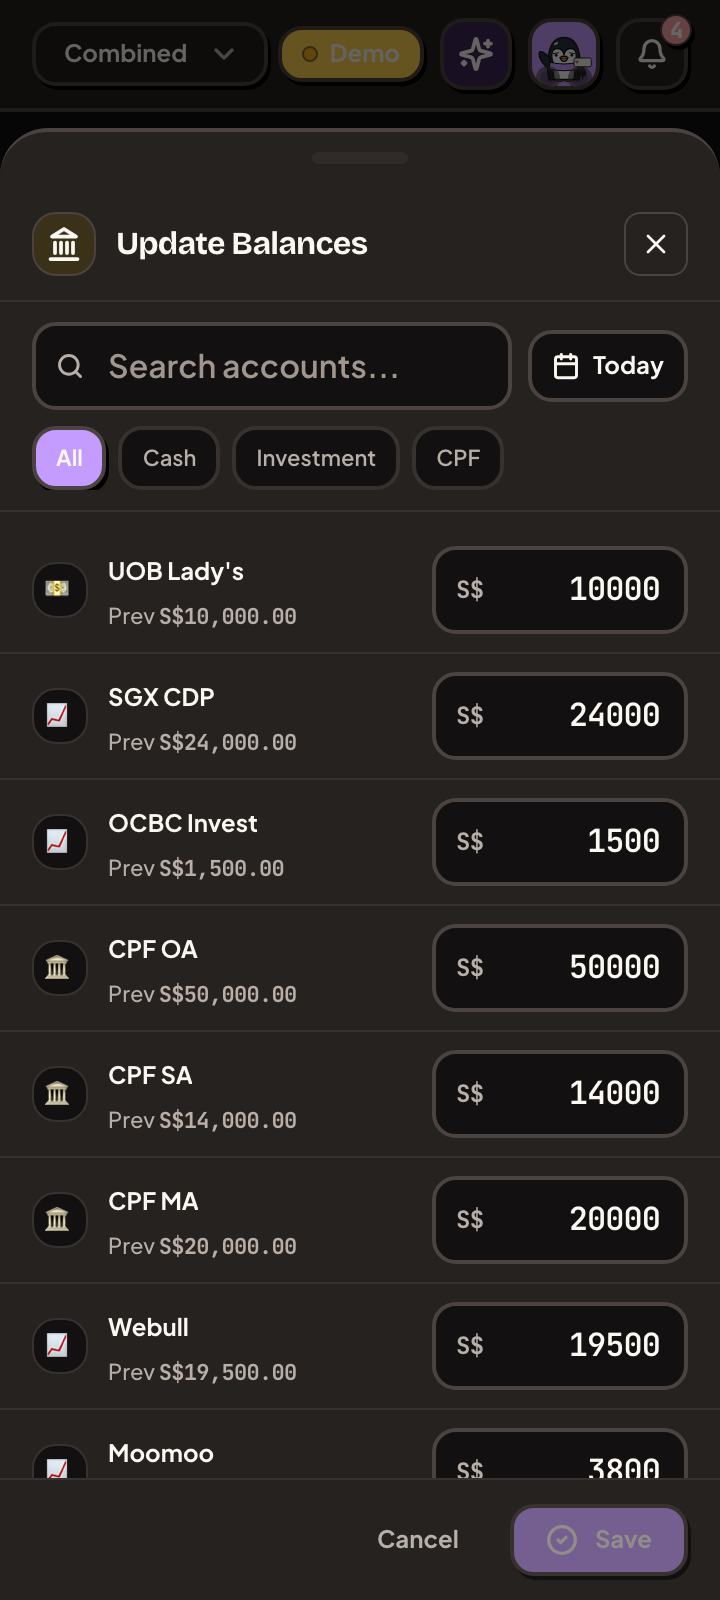 Combined
Demo
4
Update Balances
Search accounts...
Today
All
Cash
Investment
CPF
UOB Lady's
Prev S$10,000.00
S$ 10000
SGX CDP
Prev S$24,000.00
S$ 24000
OCBC Invest
Prev S$1,500.00
S$ 1500
CPF OA
Prev S$50,000.00
S$ 50000
CPF SA
Prev S$14,000.00
S$ 14000
CPF MA
Prev S$20,000.00
S$ 20000
Webull
Prev S$19,500.00
S$ 19500
Moomoo
S$ 3800
Cancel
Save